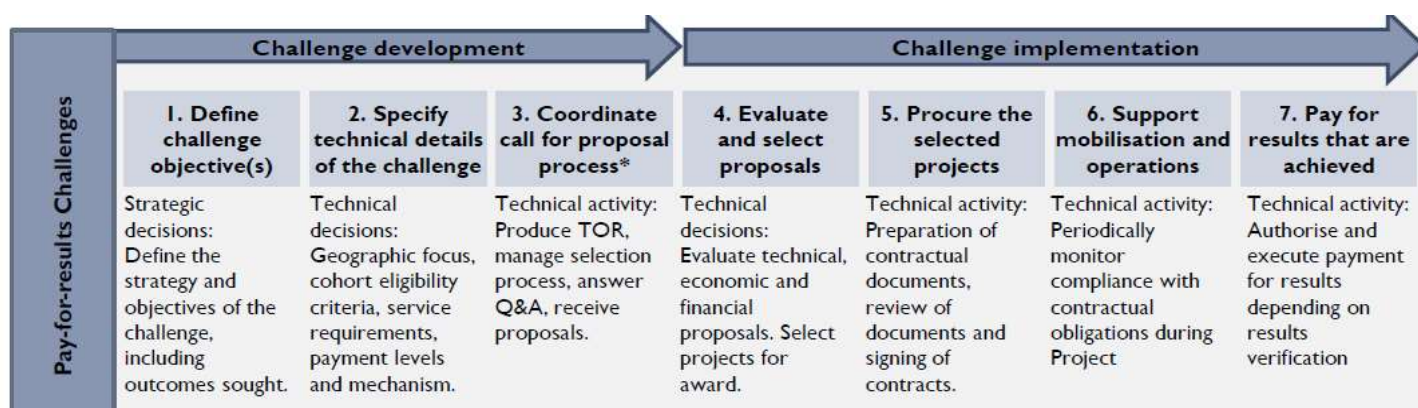 Pay-for-results Challenges
Challenge development
Challenge implementation
1. Define
challenge
objective(s)
Strategic
decisions:
Define the
strategy and
objectives of the
challenge,
including
outcomes sought.
2. Specify
technical details
of the challenge
Technical
decisions:
Geographic focus,
cohort eligibility
criteria, service
requirements,
payment levels
and mechanism.
3. Coordinate
call for proposal
process*
Technical activity:
Produce TOR,
manage selection
process, answer
Q&A, receive
proposals.
4. Evaluate
and select
proposals
Technical
decisions:
Evaluate technical,
economic and
financial
proposals. Select
projects for
award.
5. Procure the
selected
projects
Technical activity:
Preparation of
contractual
documents,
review of
documents and
signing of
contracts.
6. Support
mobilisation and
operations
Technical activity:
Periodically
monitor
compliance with
contractual
obligations during
Project
7. Pay for
results that are
achieved
Technical activity:
Authorise and
execute payment
for results
depending on
results
verification